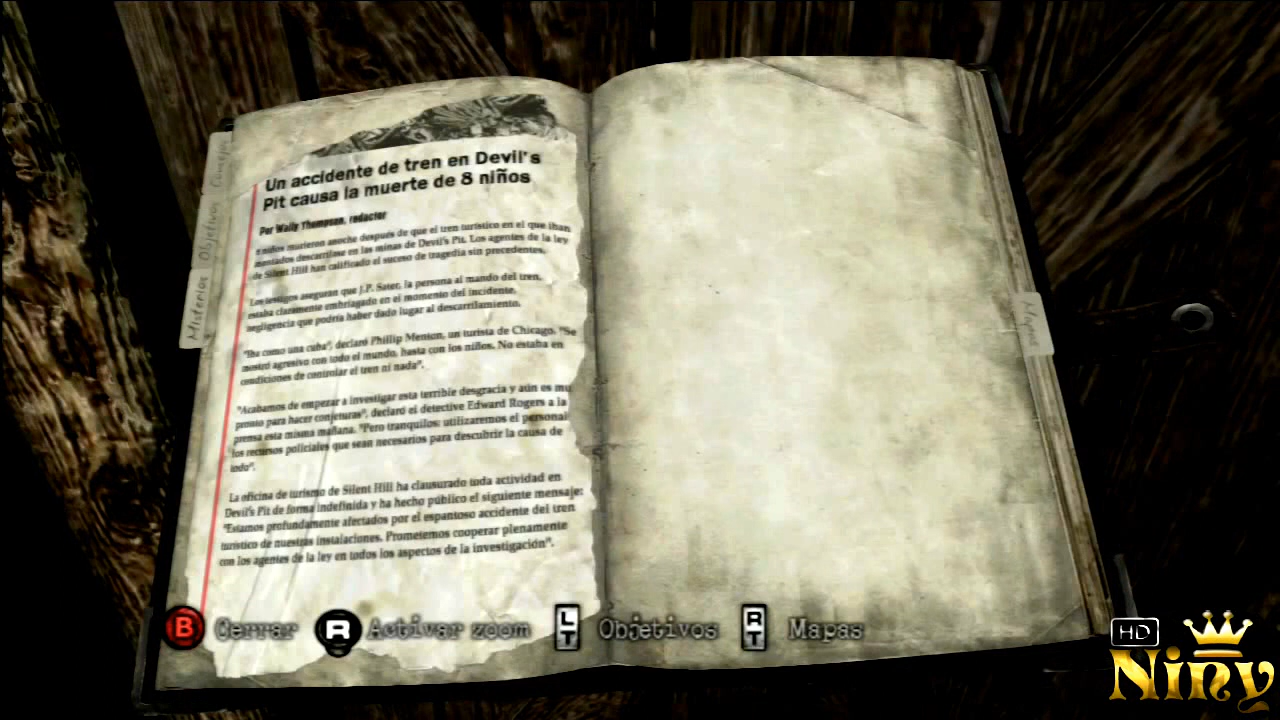 Un accidente de tren en Devil's
Pit causa la muerte de 8 niños
Por Wally Thompson, redactor
niños murieron anoche después de que el tren turístico en el que iban
montados descarrilase en las minas de Devil's Pit. Los agentes de la ley
de Silent Hill han calificado el suceso de tragedia sin precedentes.
Los testigos aseguran que J.P. Sater, la persona al mando del tren,
estaba claramente embriagado en el momento del incidente,
negligencia que podría haber dado lugar al descarrilamiento.
"Iba como una cuba", declaró Phillip Menson, un turista de Chicago. "Se
mostró agresivo con todo el mundo, hasta con los niños. No estaba en
condiciones de controlar el tren ni nada".
"Acabamos de empezar a investigar esta terrible desgracia y aún es mu
pronto para hacer conjeturas", declaró el detective Edward Rogers a la
prensa esta misma mañana. "Pero tranquilos: utilizaremos el personal
los recursos policiales que sean necesarios para descubrir la causa de
todo".
La oficina de turismo de Silent Hill ha clausurado toda actividad en
Devil's Pit de forma indefinida y ha hecho público el siguiente mensaje:
"Estamos profundamente afectados por el espantoso accidente del tren
turístico de nuestras instalaciones. Prometemos cooperar plenamente
con los agentes de la ley en todos los aspectos de la investigación".
Objetivos
Misterios
Mapas
B Cerrar R Activar zoom LT Objetivos RT Mapas
HD
Niny